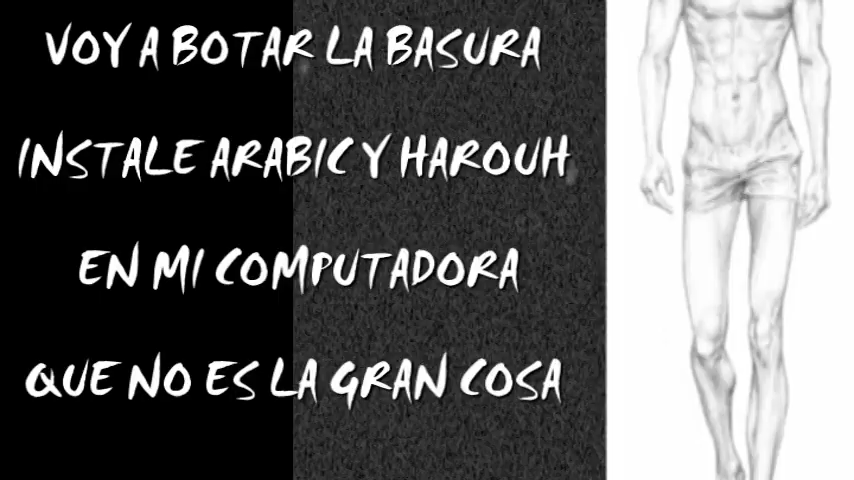 VOY A BOTAR LA BASURA
INSTALE ARABIC Y HAROUH
EN MI COMPUTADORA
QUE NO ES LA GRAN COSA